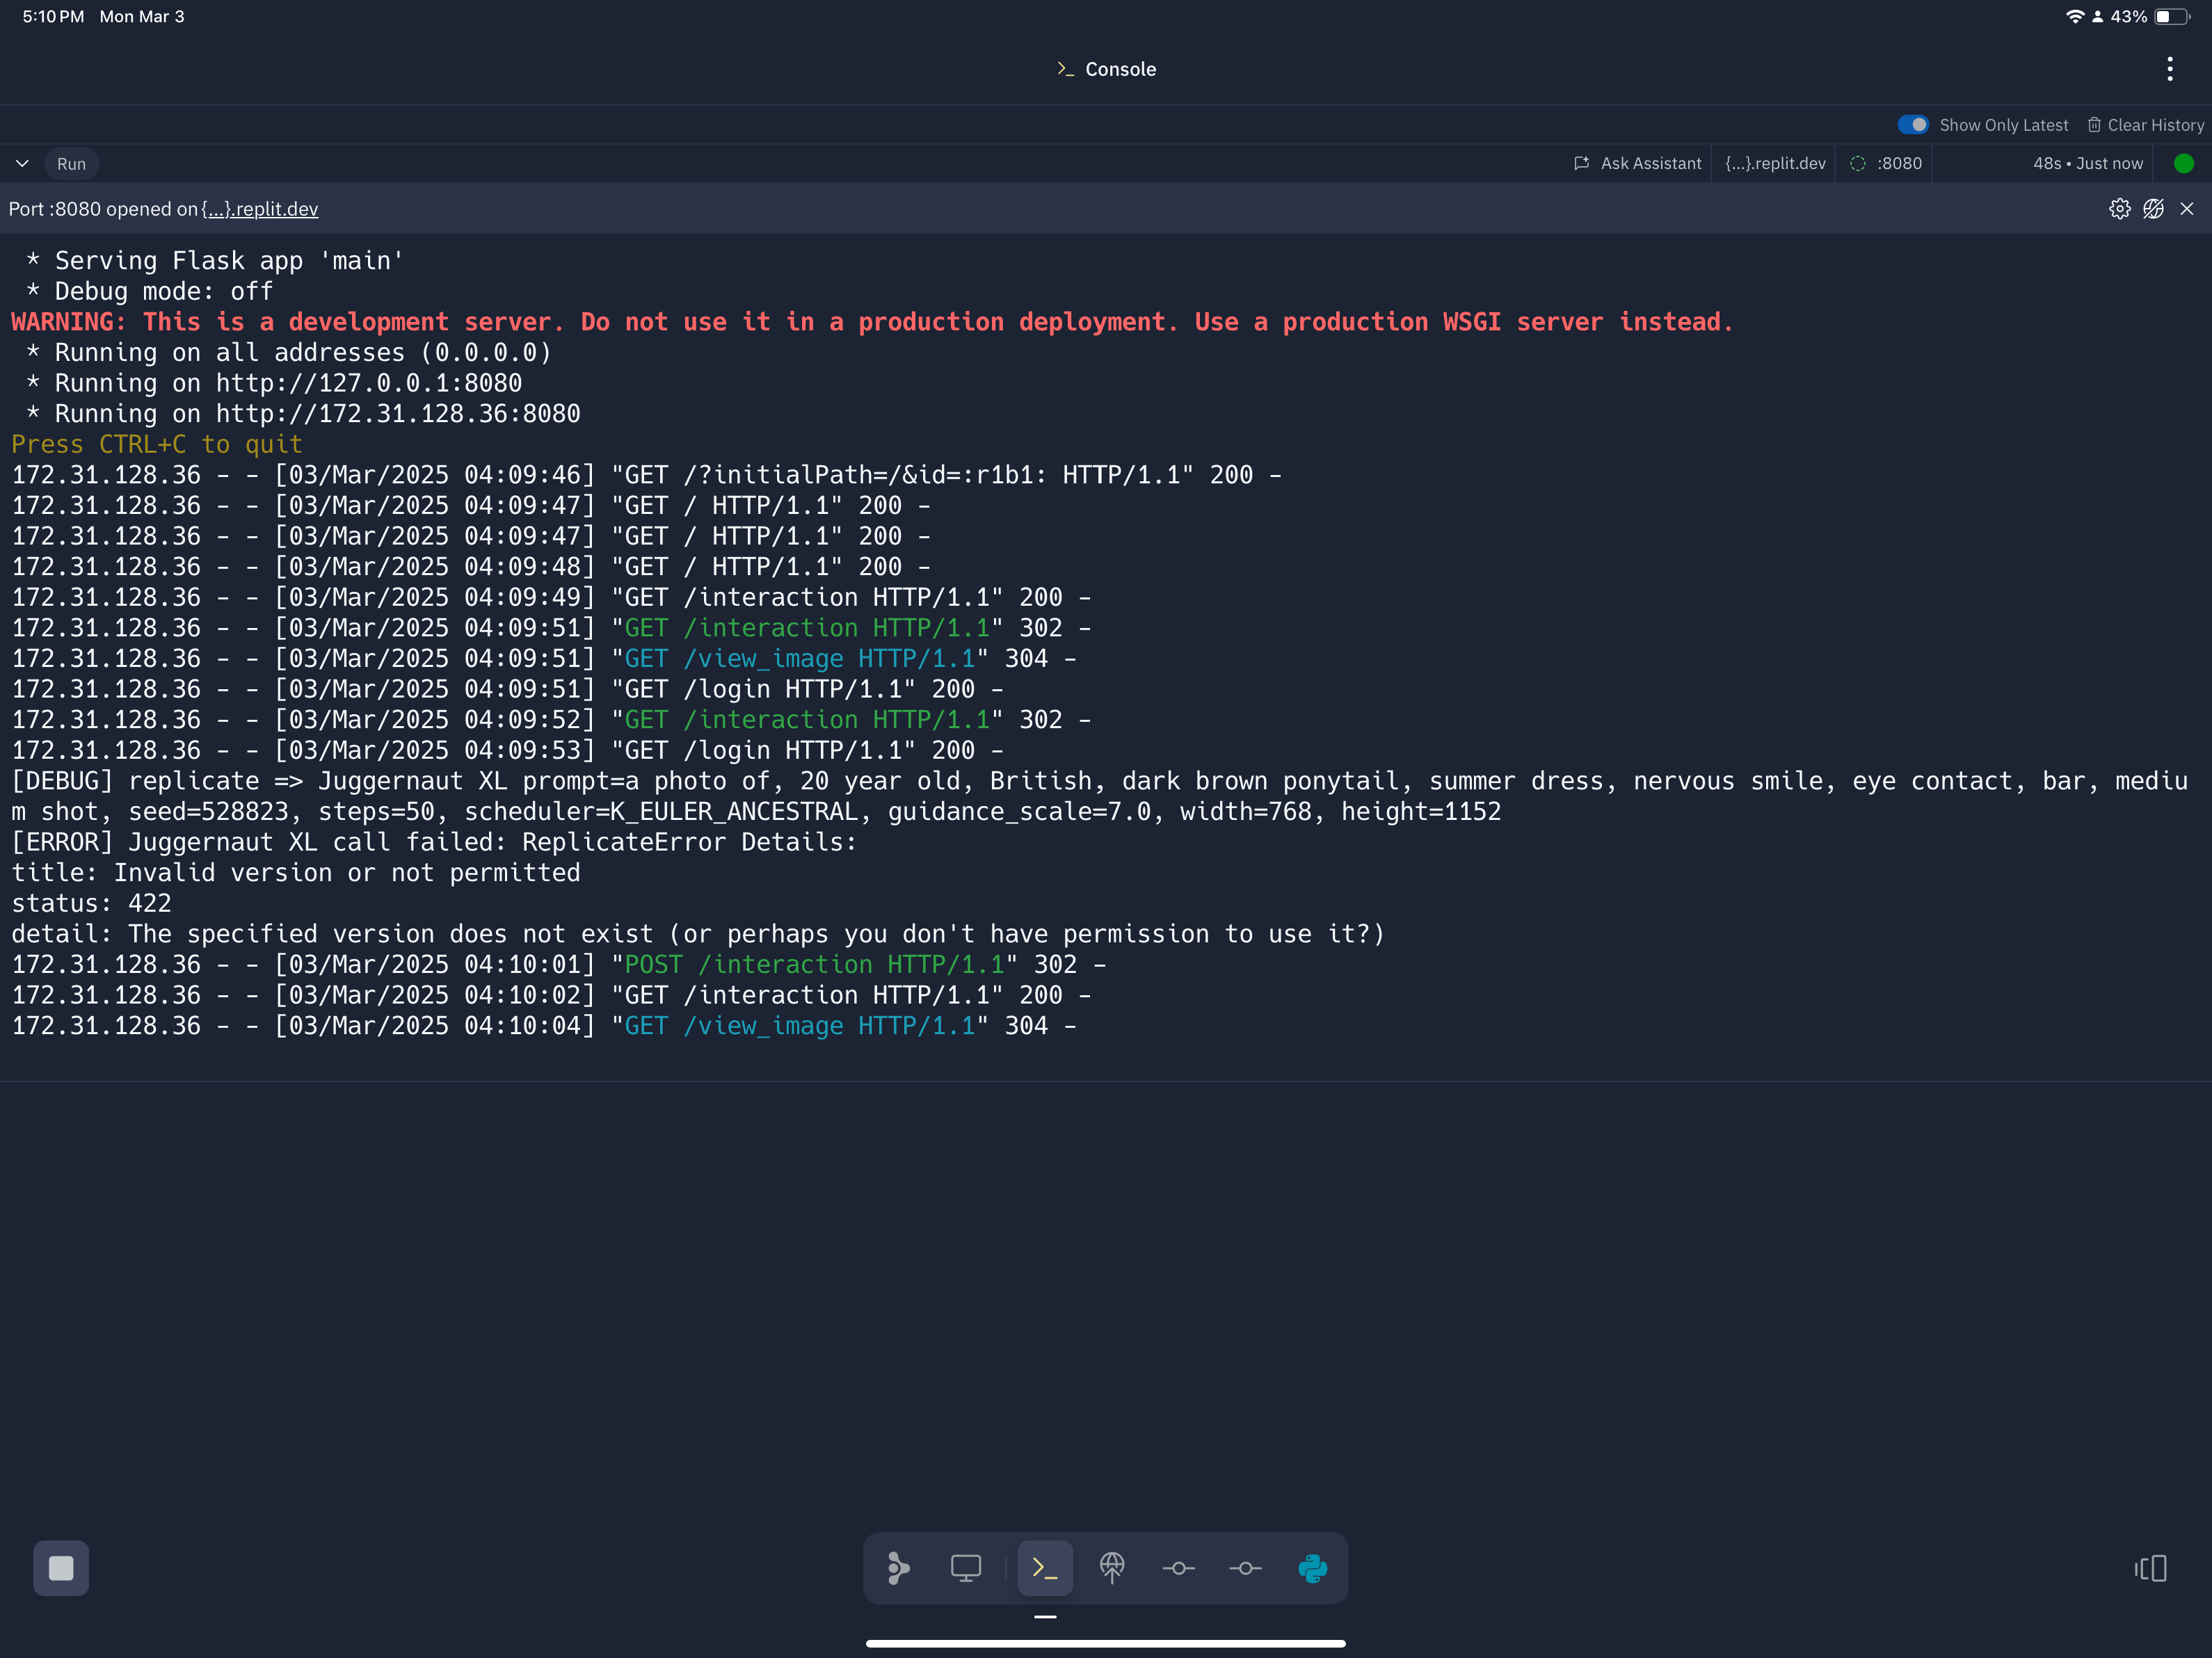 5:10 PM Mon Mar 3 43%
Console
Show Only Latest Clear History
Run Ask Assistant {...}.replit.dev :8080 48s • Just now
Port :8080 opened on {...}.replit.dev
* Serving Flask app 'main'
* Debug mode: off
WARNING: This is a development server. Do not use it in a production deployment. Use a production WSGI server instead.
* Running on all addresses (0.0.0.0)
* Running on http://127.0.0.1:8080
* Running on http://172.31.128.36:8080
Press CTRL+C to quit
172.31.128.36 - - [03/Mar/2025 04:09:46] "GET /?initialPath=/&id=:r1b1: HTTP/1.1" 200 -
172.31.128.36 - - [03/Mar/2025 04:09:47] "GET / HTTP/1.1" 200 -
172.31.128.36 - - [03/Mar/2025 04:09:47] "GET / HTTP/1.1" 200 -
172.31.128.36 - - [03/Mar/2025 04:09:48] "GET / HTTP/1.1" 200 -
172.31.128.36 - - [03/Mar/2025 04:09:49] "GET /interaction HTTP/1.1" 200 -
172.31.128.36 - - [03/Mar/2025 04:09:51] "GET /interaction HTTP/1.1" 302 -
172.31.128.36 - - [03/Mar/2025 04:09:51] "GET /view_image HTTP/1.1" 304 -
172.31.128.36 - - [03/Mar/2025 04:09:51] "GET /login HTTP/1.1" 200 -
172.31.128.36 - - [03/Mar/2025 04:09:52] "GET /interaction HTTP/1.1" 302 -
172.31.128.36 - - [03/Mar/2025 04:09:53] "GET /login HTTP/1.1" 200 -
[DEBUG] replicate => Juggernaut XL prompt=a photo of, 20 year old, British, dark brown ponytail, summer dress, nervous smile, eye contact, bar, mediu
m shot, seed=528823, steps=50, scheduler=K_EULER_ANCESTRAL, guidance_scale=7.0, width=768, height=1152
[ERROR] Juggernaut XL call failed: ReplicateError Details:
title: Invalid version or not permitted
status: 422
detail: The specified version does not exist (or perhaps you don't have permission to use it?)
172.31.128.36 - - [03/Mar/2025 04:10:01] "POST /interaction HTTP/1.1" 302 -
172.31.128.36 - - [03/Mar/2025 04:10:02] "GET /interaction HTTP/1.1" 200 -
172.31.128.36 - - [03/Mar/2025 04:10:04] "GET /view_image HTTP/1.1" 304 -